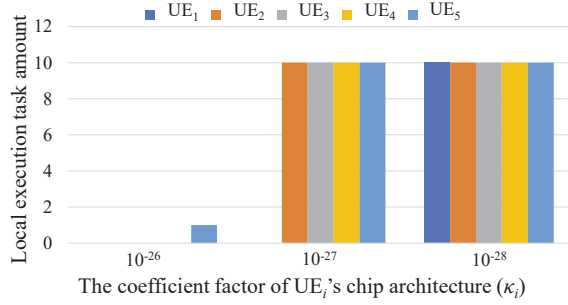 UE₁ UE₂ UE₃ UE₄ UE₅
12
10
8
6
4
2
0
Local execution task amount
10⁻²⁶ 10⁻²⁷ 10⁻²⁸
The coefficient factor of UEᵢ's chip architecture (κᵢ)